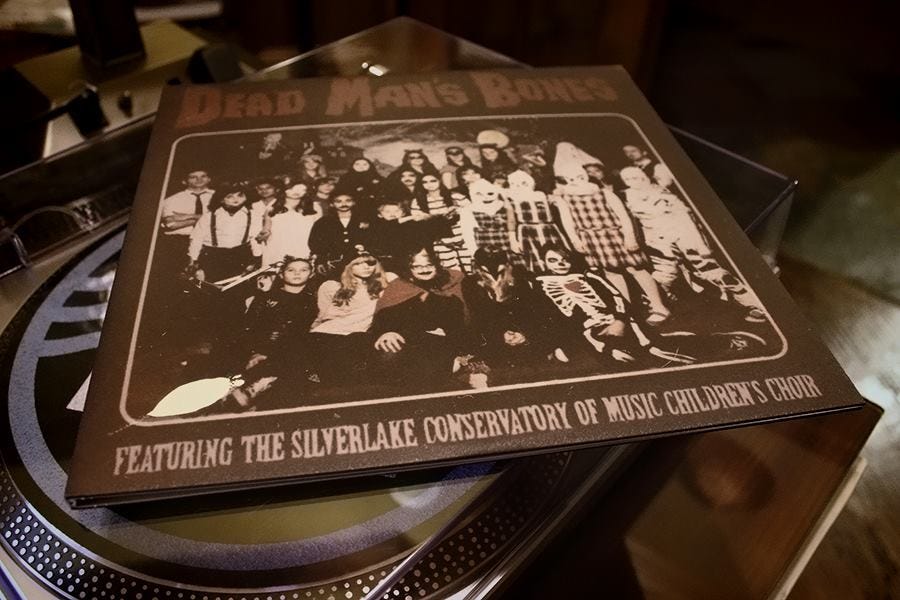 DEAD MAN'S BONES
FEATURING THE SILVERLAKE CONSERVATORY OF MUSIC CHILDREN'S CHOIR